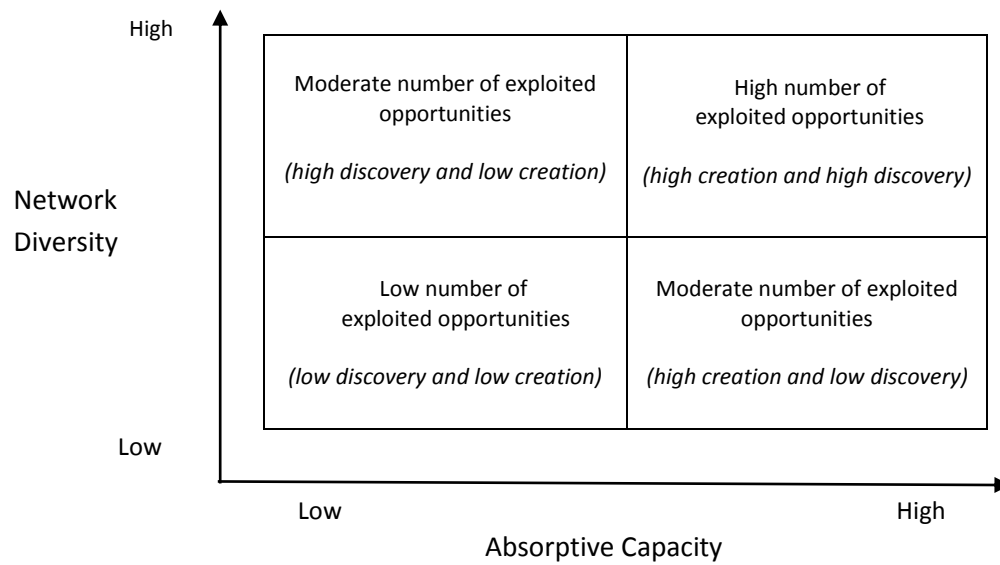 High
Moderate number of exploited
opportunities
(high discovery and low creation)
High number of
exploited opportunities
(high creation and high discovery)
Network
Diversity
Low number of
exploited opportunities
(low discovery and low creation)
Moderate number of exploited
opportunities
(high creation and low discovery)
Low
Low
High
Absorptive Capacity